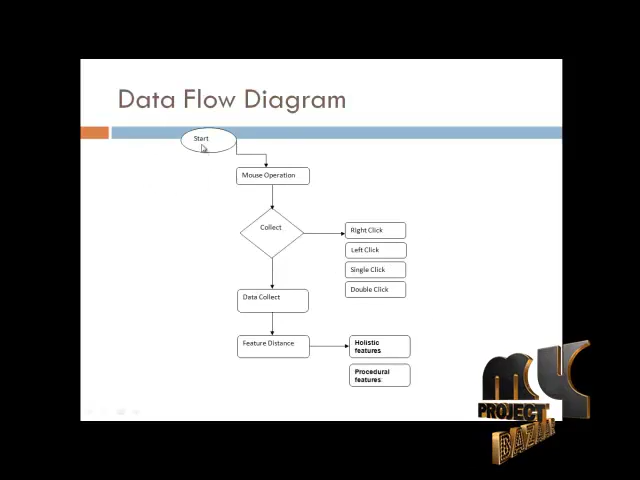 Data Flow Diagram
Start
Mouse Operation
Collect
Right Click
Left Click
Single Click
Double Click
Data Collect
Feature Distance
Holistic
features
Procedural
features
MY
PROJECT
BAZAAR